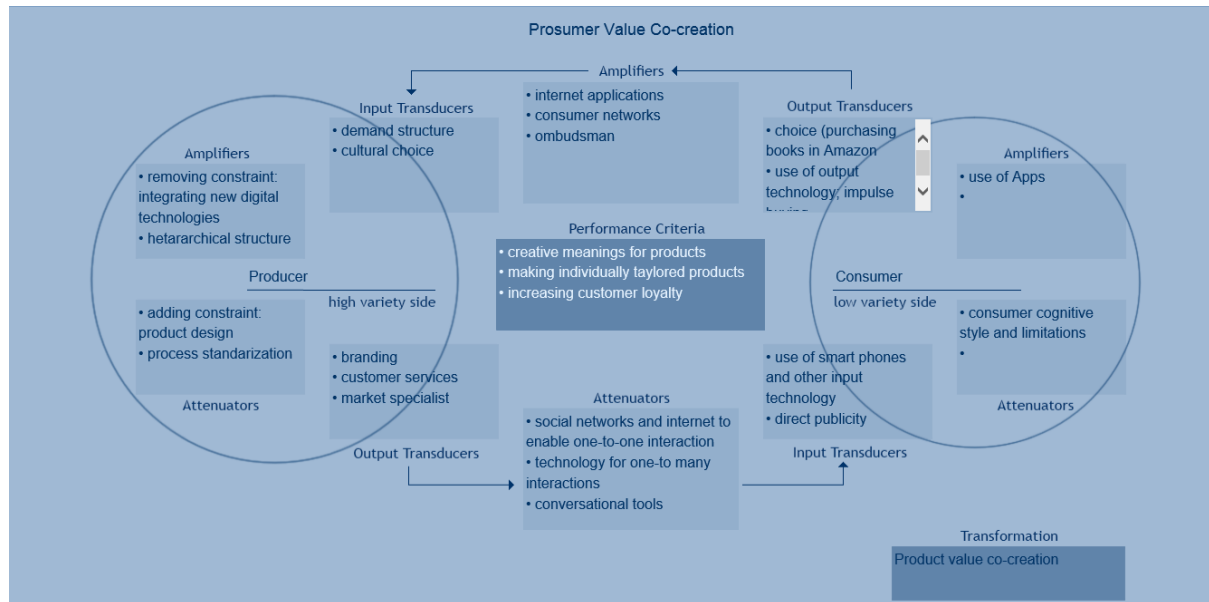 Prosumer Value Co-creation
Amplifiers
• internet applications
• consumer networks
• ombudsman
Input Transducers
• demand structure
• cultural choice
Output Transducers
• choice (purchasing
books in Amazon
• use of output
technology; impulse
buying
Amplifiers
• removing constraint:
integrating new digital
technologies
• hetararchical structure
Amplifiers
• use of Apps
•
Performance Criteria
• creative meanings for products
• making individually taylored products
• increasing customer loyalty
Producer
high variety side
Consumer
low variety side
• adding constraint:
product design
• process standarization
Attenuators
• branding
• customer services
• market specialist
Output Transducers
Attenuators
• social networks and internet to
enable one-to-one interaction
• technology for one-to many
interactions
• conversational tools
• use of smart phones
and other input
technology
• direct publicity
Input Transducers
• consumer cognitive
style and limitations
•
Attenuators
Transformation
Product value co-creation